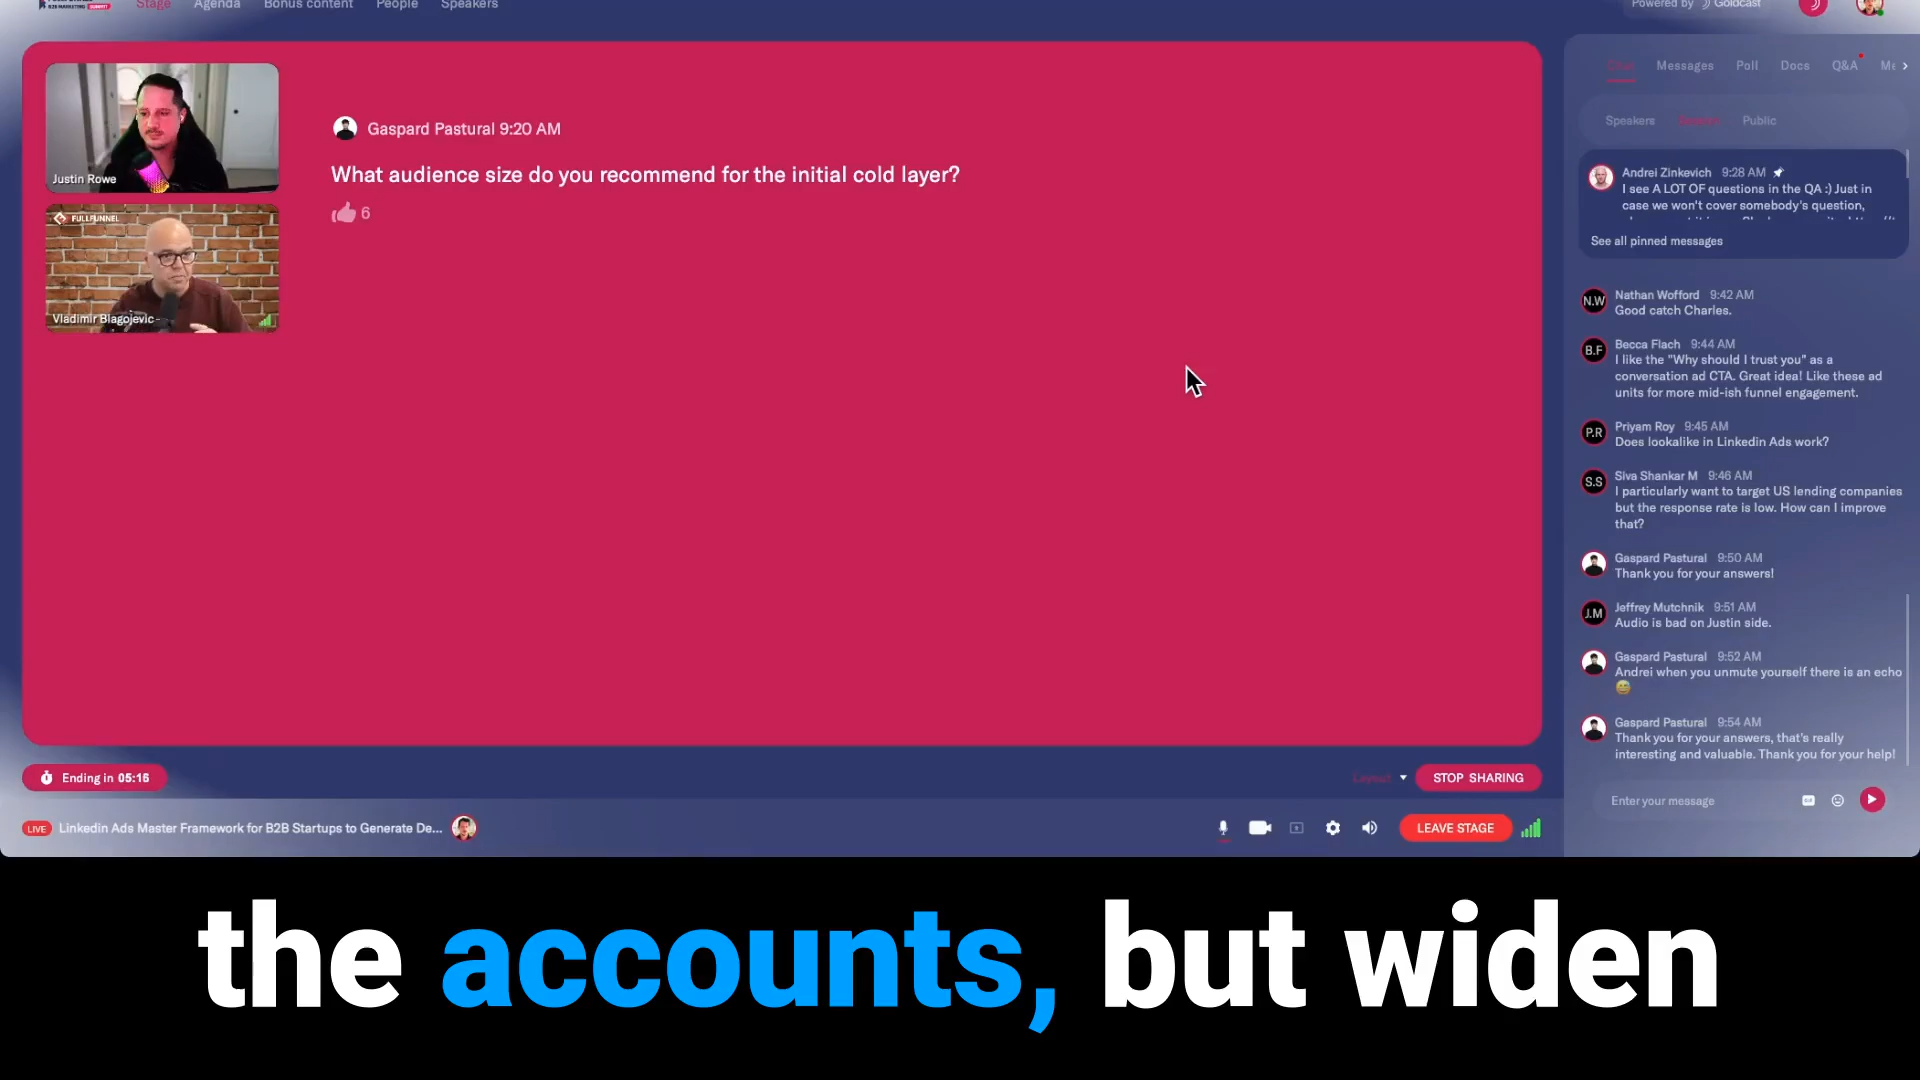 B2B MARKETING SUMMIT
Stage Agenda Bonus content People Speakers
Powered by Goldcast
Justin Rowe
FULLFUNNEL
Vladimir Blagojevic -
Gaspard Pastural 9:20 AM
What audience size do you recommend for the initial cold layer?
6
Messages Poll Docs Q&A Me
Speakers Public
Andrei Zinkevich 9:28 AM
I see A LOT OF questions in the QA :) Just in
case we won't cover somebody's question,
See all pinned messages
N.W
Nathan Wofford 9:42 AM
Good catch Charles.
B.F
Becca Flach 9:44 AM
I like the "Why should I trust you" as a
conversation ad CTA. Great idea! Like these ad
units for more mid-ish funnel engagement.
P.R
Priyam Roy 9:45 AM
Does lookalike in Linkedin Ads work?
S.S
Siva Shankar M 9:46 AM
I particularly want to target US lending companies
but the response rate is low. How can I improve
that?
Gaspard Pastural 9:50 AM
Thank you for your answers!
J.M
Jeffrey Mutchnik 9:51 AM
Audio is bad on Justin side.
Gaspard Pastural 9:52 AM
Andrei when you unmute yourself there is an echo
Gaspard Pastural 9:54 AM
Thank you for your answers, that's really
interesting and valuable. Thank you for your help!
Enter your message
Ending in 05:16
Layout
STOP SHARING
LIVE Linkedin Ads Master Framework for B2B Startups to Generate De...
LEAVE STAGE
the accounts, but widen